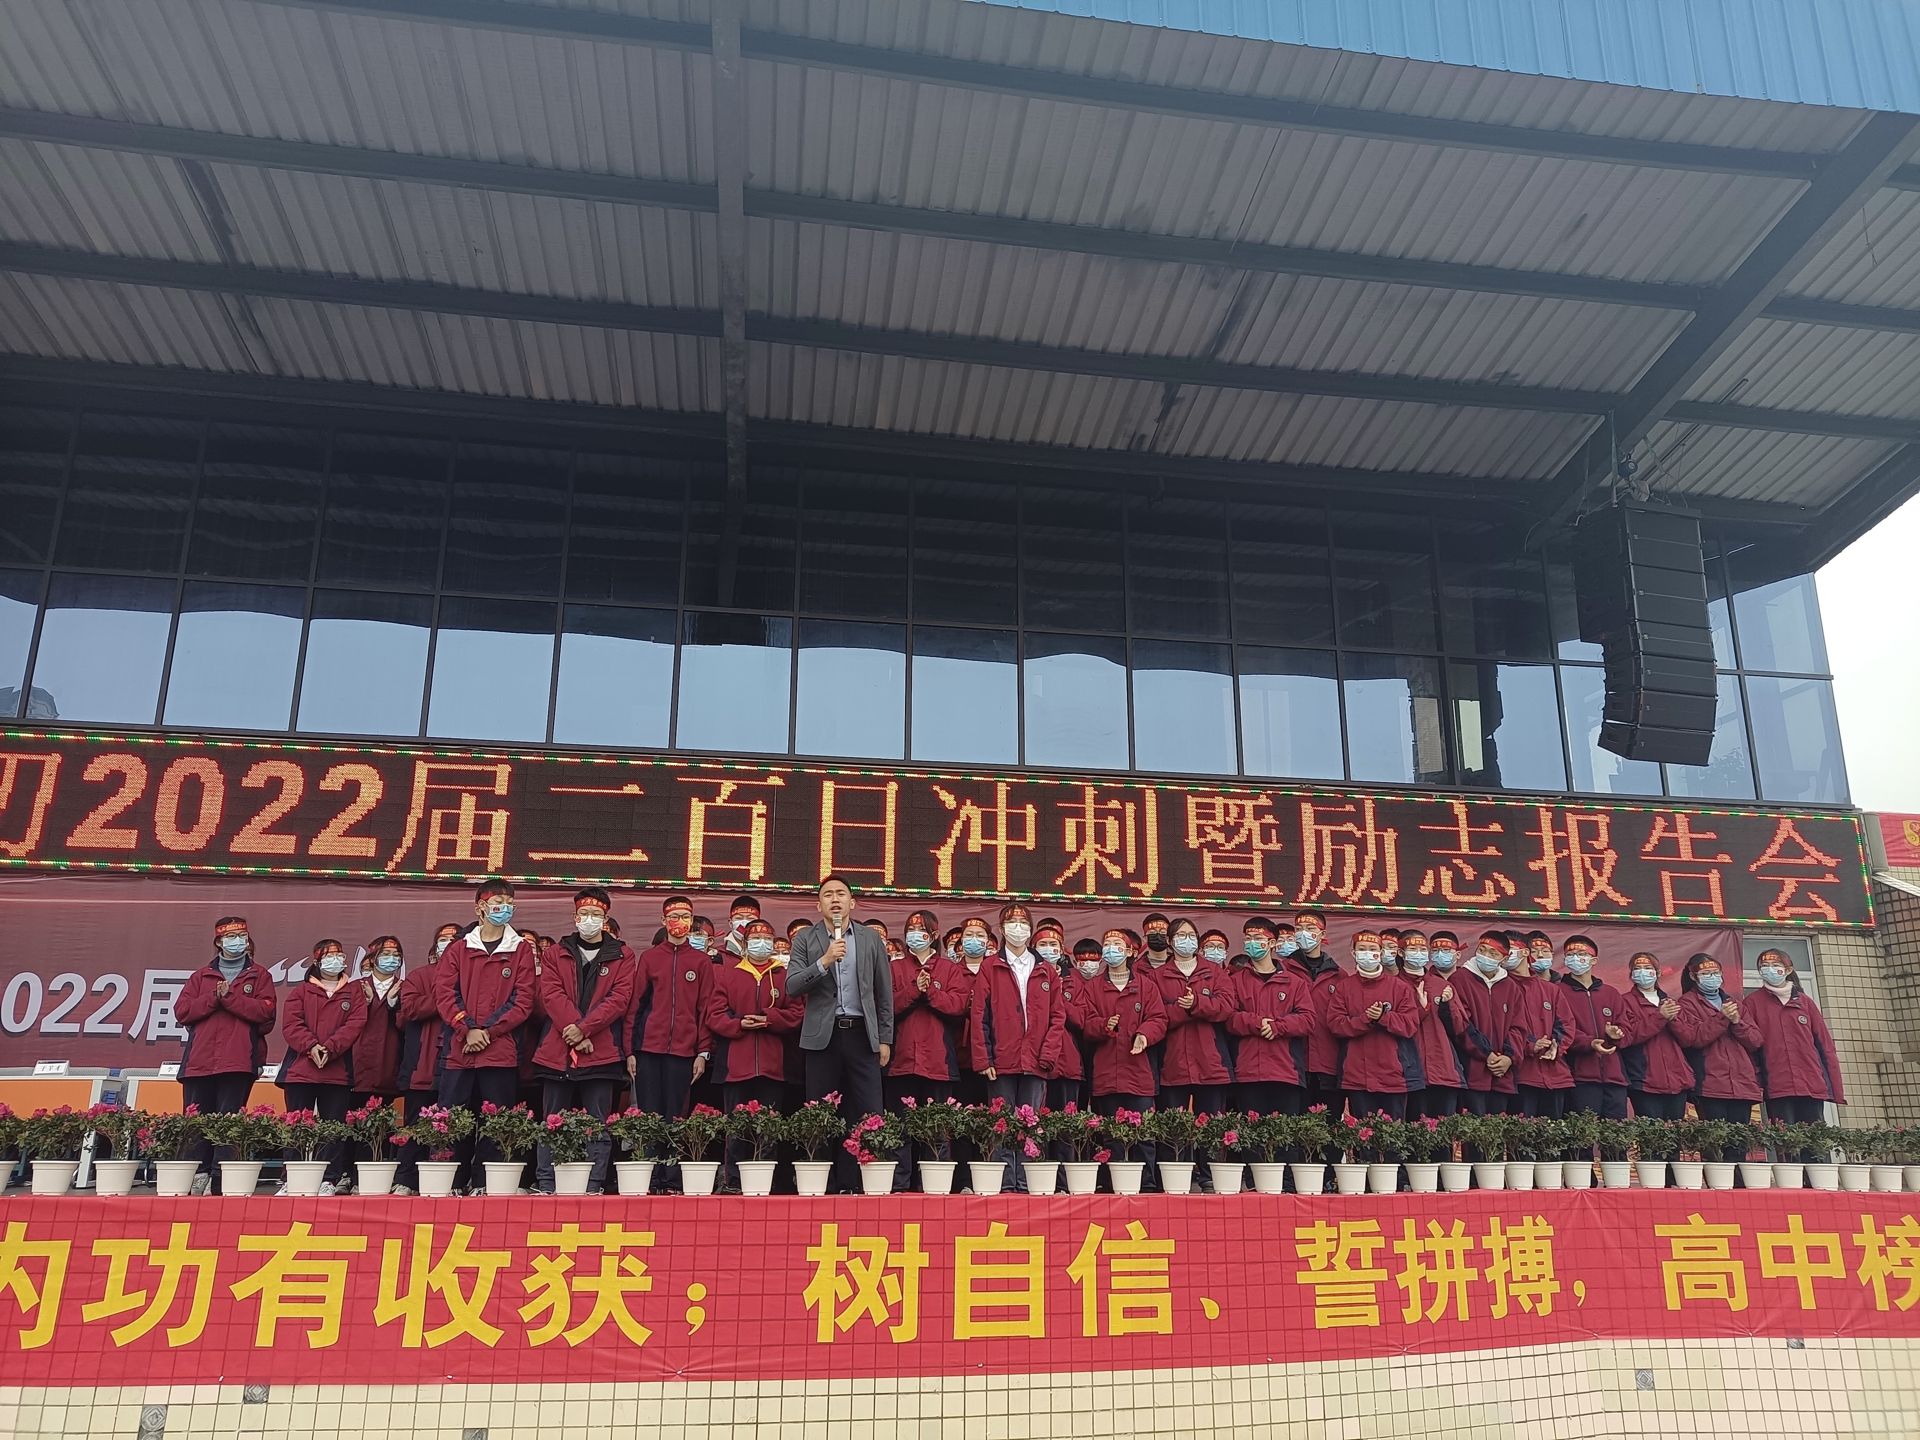 初2022届二百日冲刺暨励志报告会
2022届
内功有收获；树自信、誓拼搏，高中榜